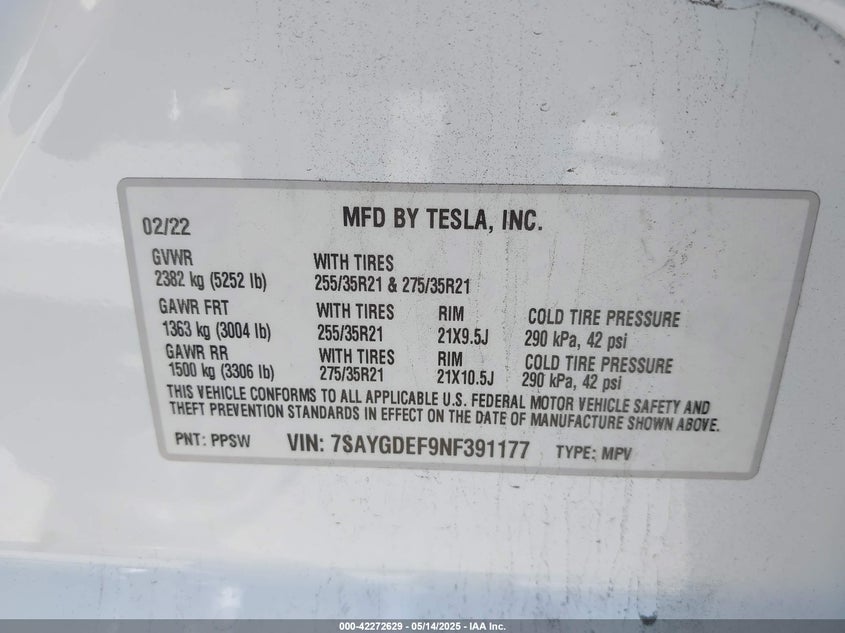 02/22 MFD BY TESLA, INC.
GVWR WITH TIRES
2382 kg (5252 lb) 255/35R21 & 275/35R21
GAWR FRT WITH TIRES RIM COLD TIRE PRESSURE
1363 kg (3004 lb) 255/35R21 21X9.5J 290 kPa, 42 psi
GAWR RR WITH TIRES RIM COLD TIRE PRESSURE
1500 kg (3306 lb) 275/35R21 21X10.5J 290 kPa, 42 psi
THIS VEHICLE CONFORMS TO ALL APPLICABLE U.S. FEDERAL MOTOR VEHICLE SAFETY AND
THEFT PREVENTION STANDARDS IN EFFECT ON THE DATE OF MANUFACTURE SHOWN ABOVE.
PNT: PPSW VIN: 7SAYGDEF9NF391177 TYPE: MPV
000-42272629 - 05/14/2025 - IAA Inc.